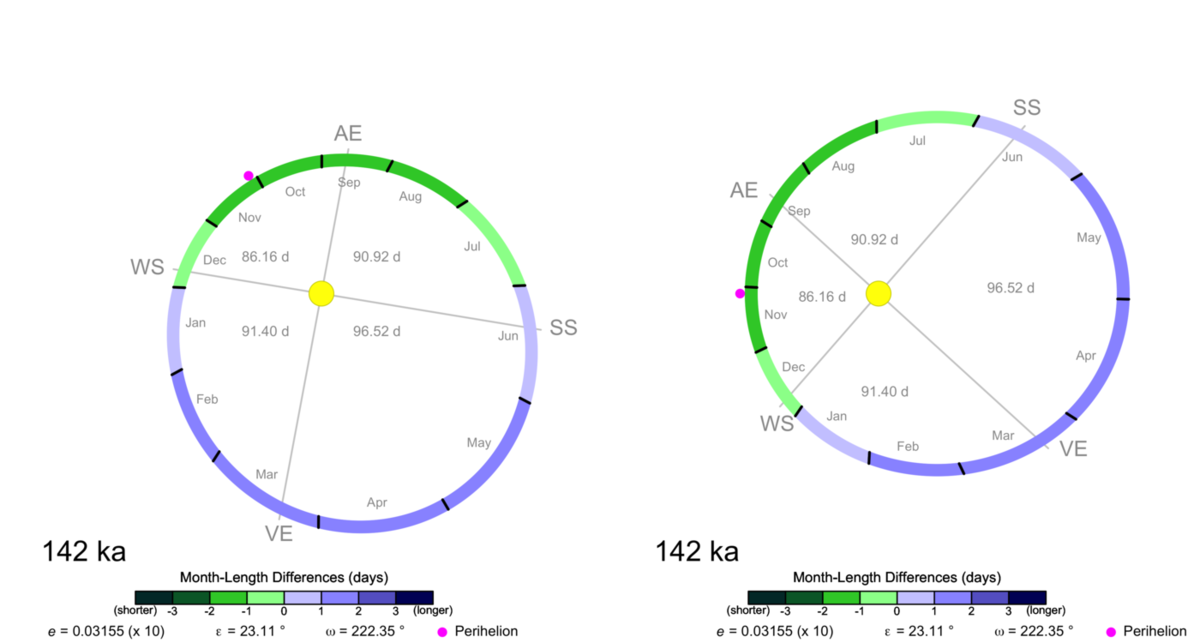 AE
Oct
Sep
Aug
Nov
Jul
Dec
86.16 d
90.92 d
WS
Jan
91.40 d
96.52 d
Jun
SS
Feb
May
Mar
Apr
VE
142 ka
Month-Length Differences (days)
(shorter) -3 -2 -1 0 1 2 3 (longer)
e = 0.03155 (x 10) ε = 23.11 ° ω = 222.35 ° Perihelion
SS
Jul
Jun
Aug
AE
Sep
90.92 d
May
Oct
96.52 d
86.16 d
Nov
Apr
Dec
91.40 d
WS
Jan
Mar
Feb
VE
142 ka
Month-Length Differences (days)
(shorter) -3 -2 -1 0 1 2 3 (longer)
e = 0.03155 (x 10) ε = 23.11 ° ω = 222.35 ° Perihelion